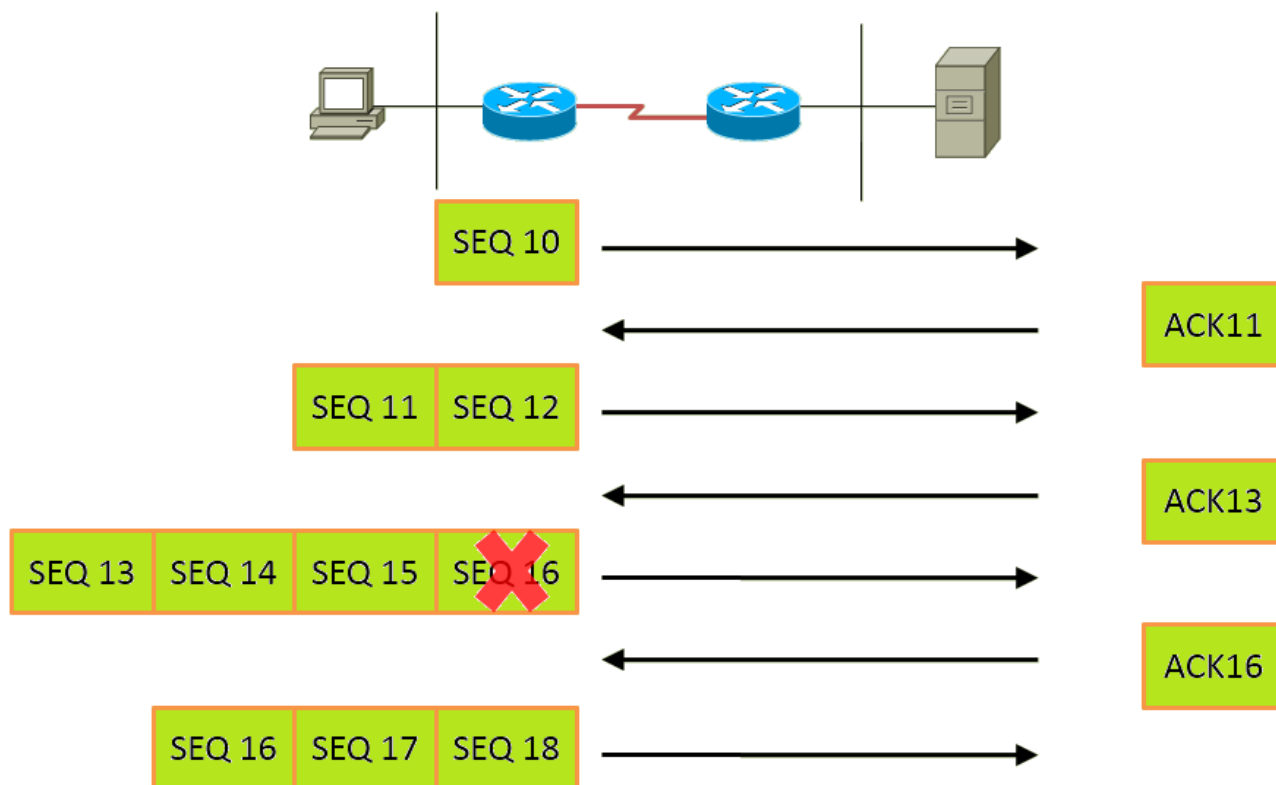 SEQ 10
ACK11
SEQ 11 SEQ 12
ACK13
SEQ 13 SEQ 14 SEQ 15 SEQ 16
ACK16
SEQ 16 SEQ 17 SEQ 18